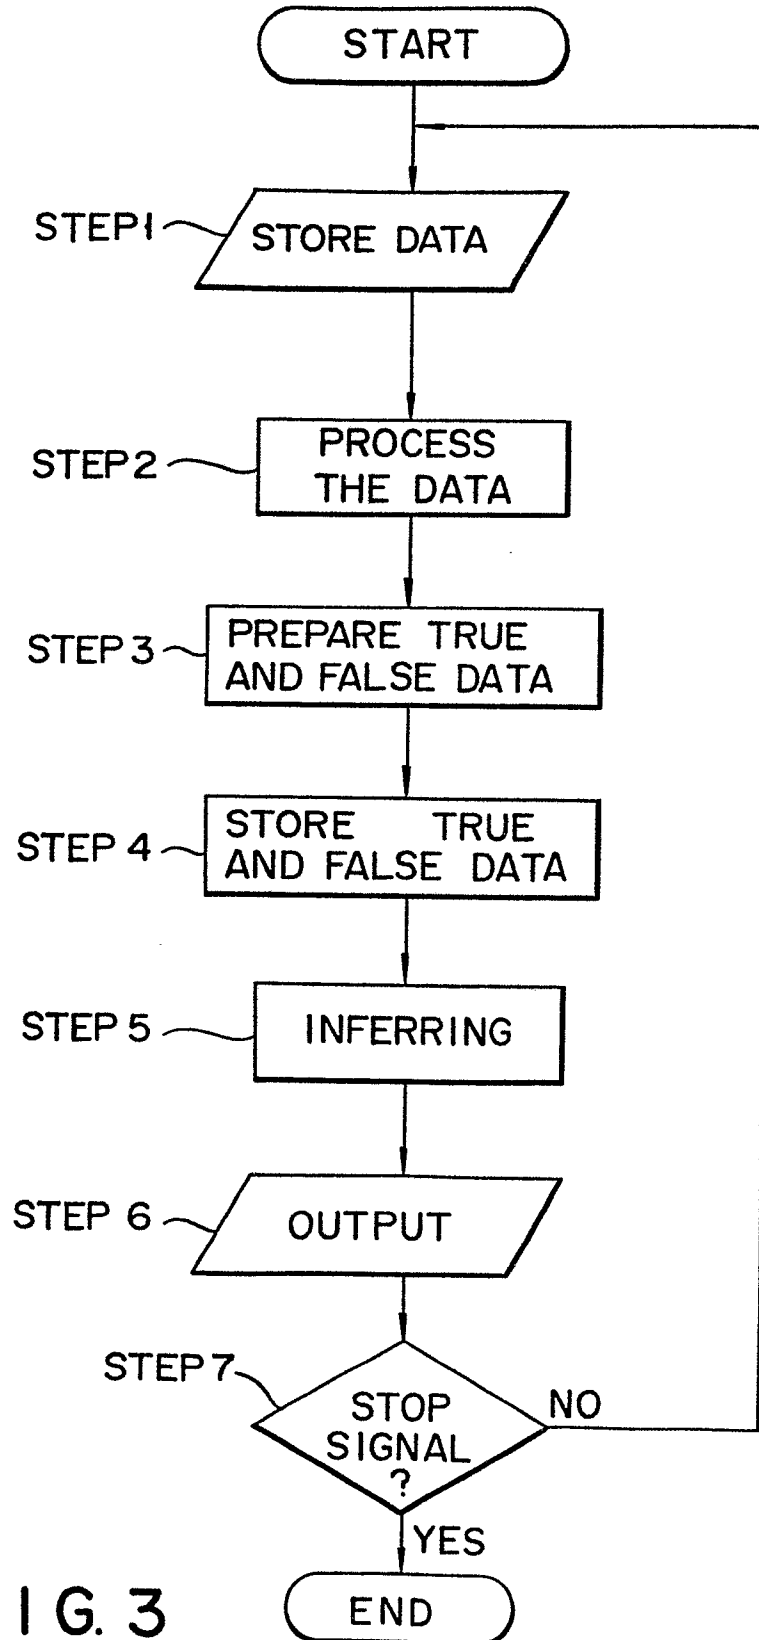 START
STEP1
STORE DATA
STEP2
PROCESS
THE DATA
STEP 3
PREPARE TRUE
AND FALSE DATA
STEP 4
STORE TRUE
AND FALSE DATA
STEP 5
INFERRING
STEP 6
OUTPUT
STEP 7
STOP
SIGNAL
?
NO
YES
END
IG. 3